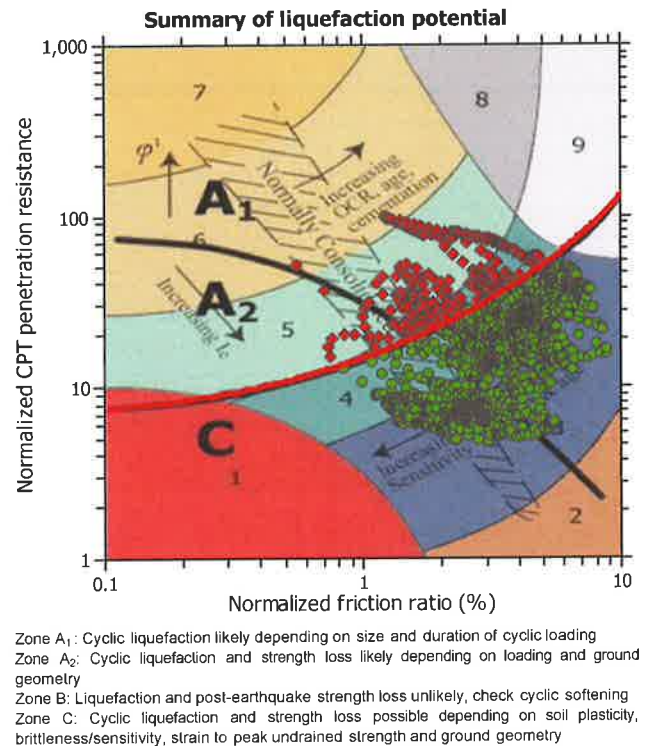 Summary of liquefaction potential
1,000
7
8
9
φ'
Increasing
OCR, age,
cementation
Normally Consol
A₁
100
6
A₂
Increasing Ic
5
10
4
C
1
Increasing
Sensitivity
2
1
0.1
1
10
Normalized CPT penetration resistance
Normalized friction ratio (%)
Zone A₁: Cyclic liquefaction likely depending on size and duration of cyclic loading
Zone A₂: Cyclic liquefaction and strength loss likely depending on loading and ground
geometry
Zone B: Liquefaction and post-earthquake strength loss unlikely, check cyclic softening
Zone C: Cyclic liquefaction and strength loss possible depending on soil plasticity,
brittleness/sensitivity, strain to peak undrained strength and ground geometry